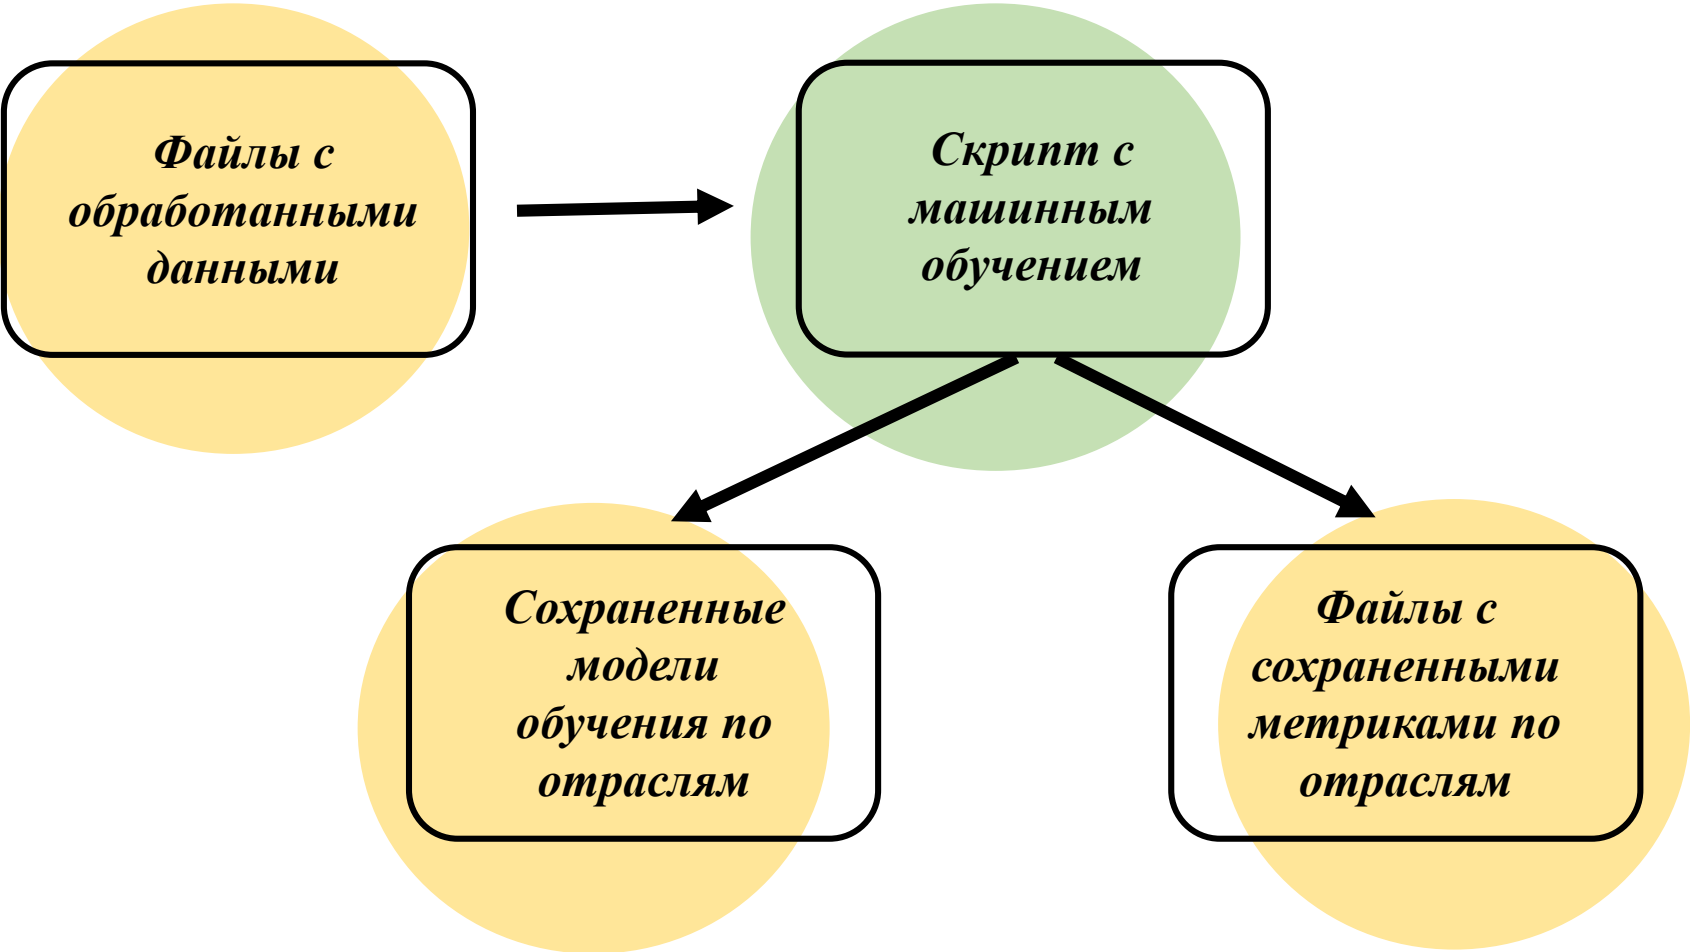 Файлы с
обработанными
данными
Скрипт с
машинным
обучением
Сохраненные
модели
обучения по
отраслям
Файлы с
сохраненными
метриками по
отраслям